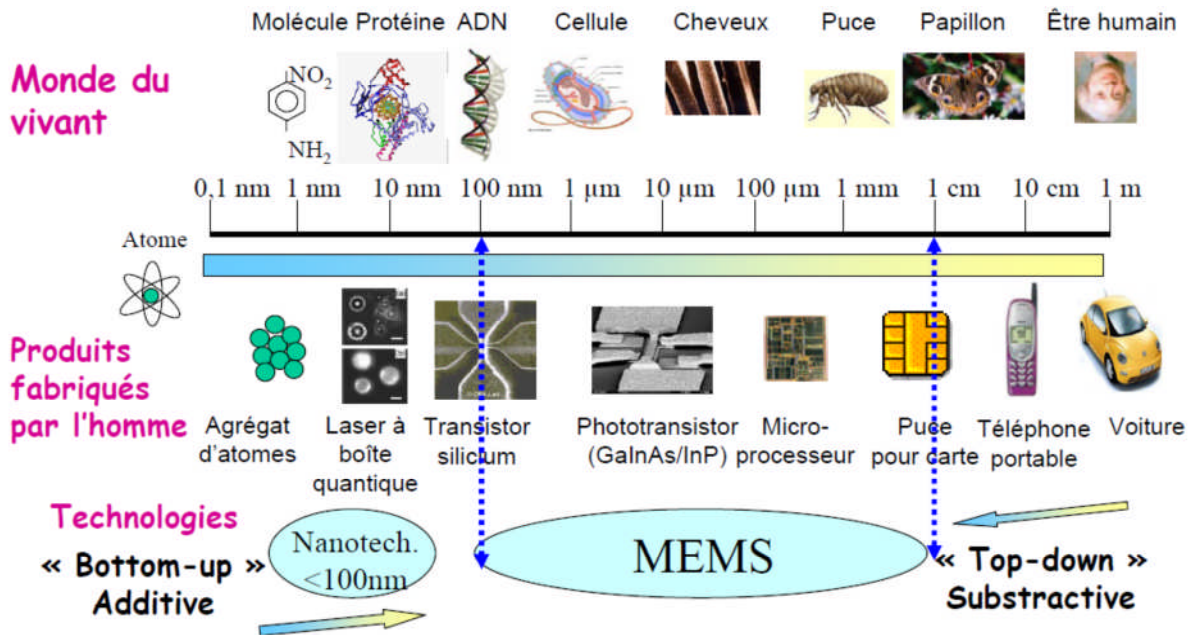 Molécule Protéine ADN Cellule Cheveux Puce Papillon Être humain
Monde du
vivant
NO2
NH2
0,1 nm 1 nm 10 nm 100 nm 1 µm 10 µm 100 µm 1 mm 1 cm 10 cm 1 m
Atome
Produits
fabriqués
par l'homme
Agrégat
d'atomes
Laser à
boîte
quantique
Transistor
silicium
Phototransistor
(GaInAs/InP)
Micro-
processeur
Puce
pour carte
Téléphone
portable
Voiture
Technologies
« Bottom-up »
Additive
Nanotech.
<100nm
MEMS
« Top-down »
Substractive